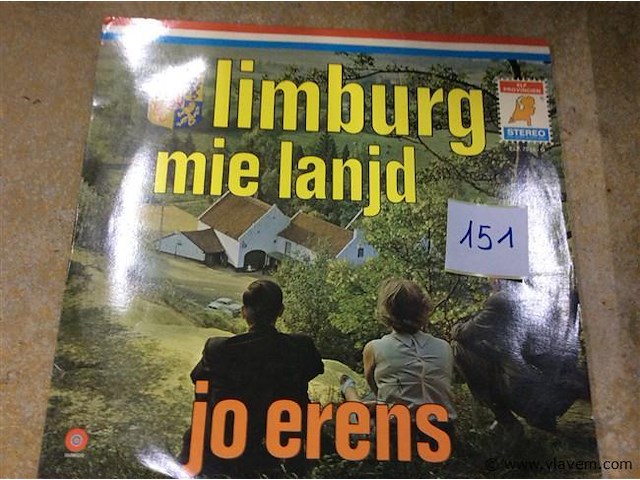 limburg
mie lanjd
ELF
PROVINCIEN
STEREO
151
jo erens
© www.vlavem.com